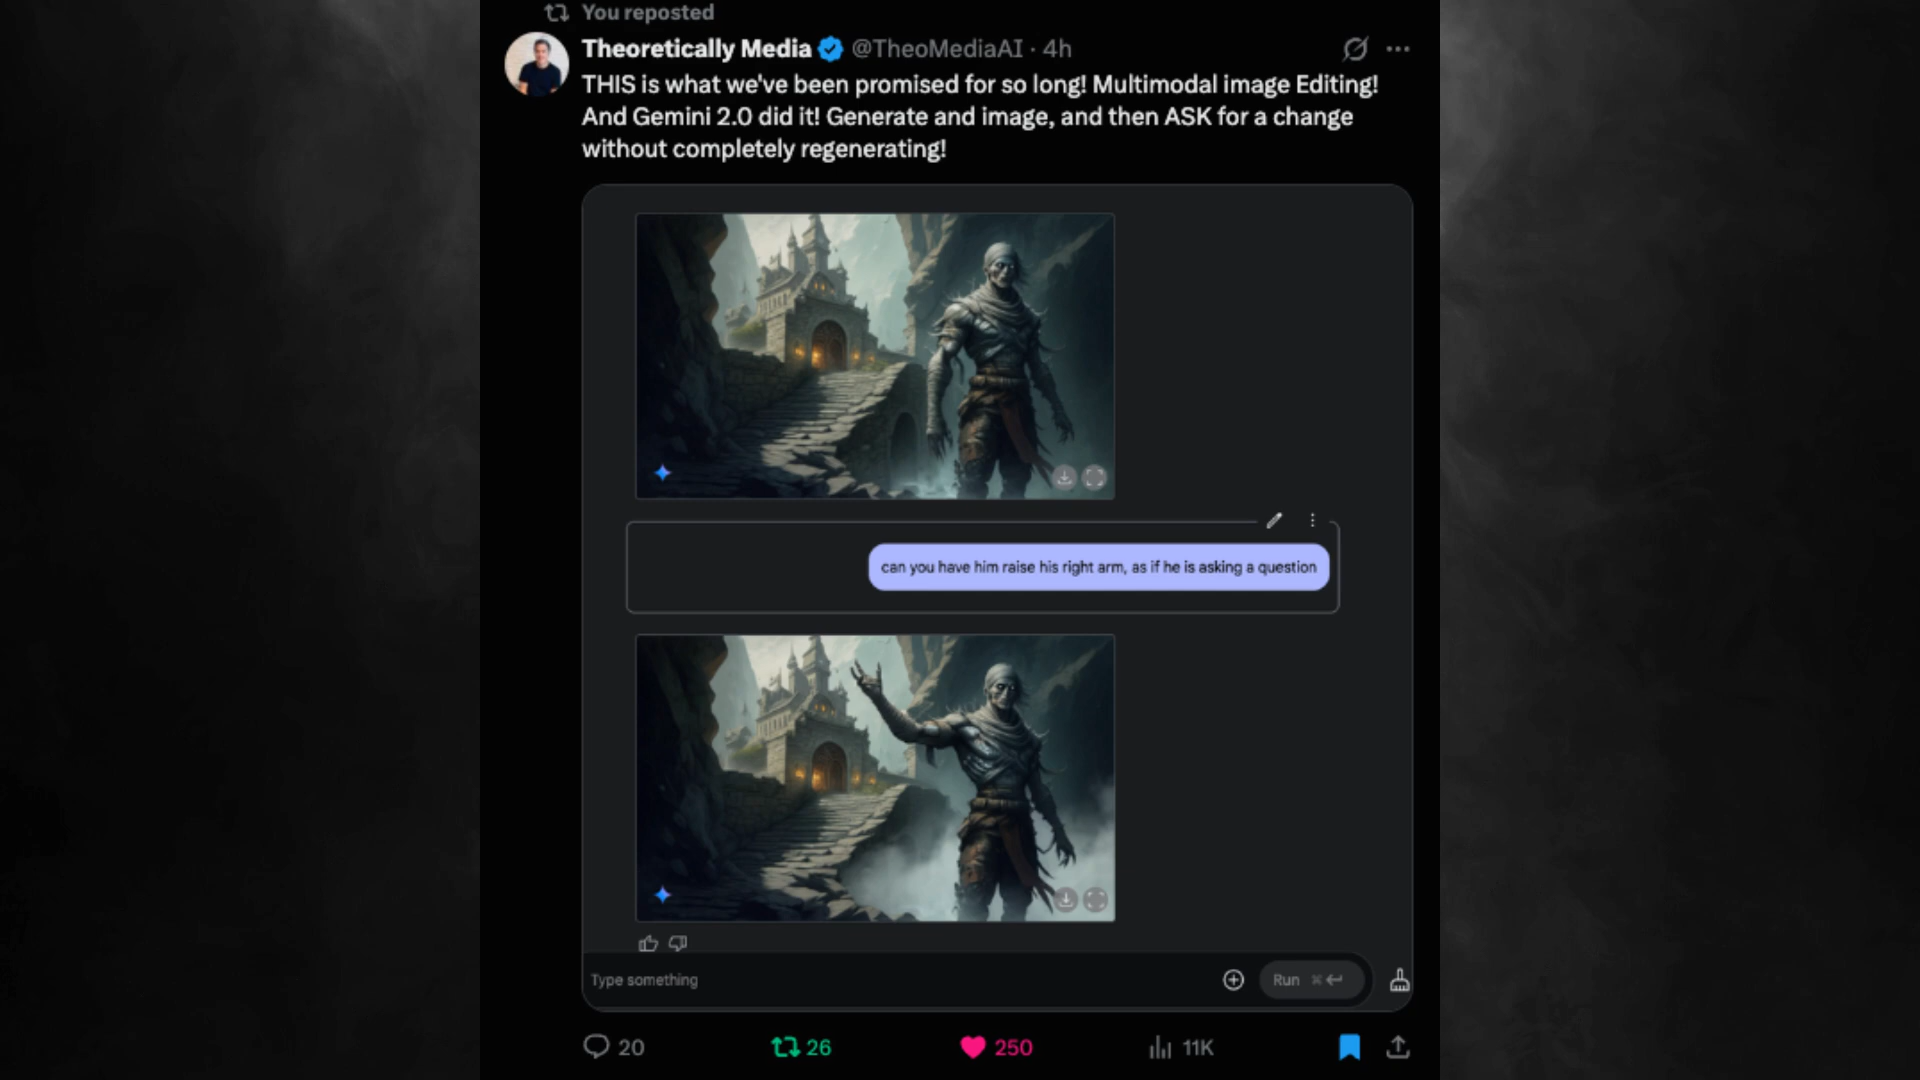 You reposted
Theoretically Media @TheoMediaAI · 4h
THIS is what we've been promised for so long! Multimodal image Editing!
And Gemini 2.0 did it! Generate and image, and then ASK for a change
without completely regenerating!
can you have him raise his right arm, as if he is asking a question
Type something
Run ⌘↵
20
26
250
11K